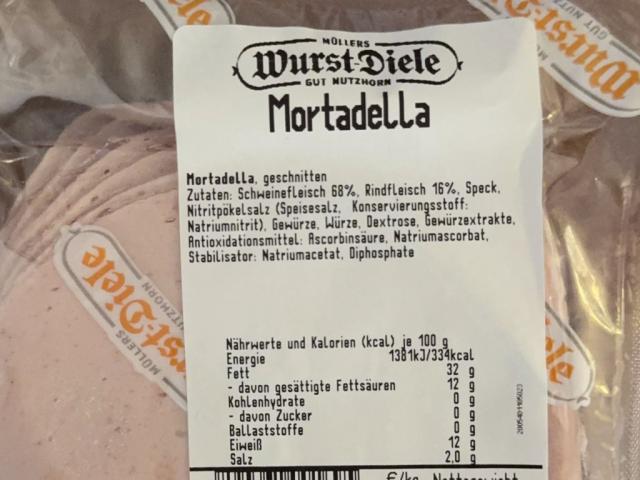 MÜLLERS
Wurst-Diele
GUT NUTZHORN
Mortadella
Mortadella, geschnitten
Zutaten: Schweinefleisch 68%, Rindfleisch 16%, Speck,
Nitritpökelsalz (Speisesalz, Konservierungsstoff:
Natriumnitrit), Gewürze, Würze, Dextrose, Gewürzextrakte,
Antioxidationsmittel: Ascorbinsäure, Natriumascorbat,
Stabilisator: Natriumacetat, Diphosphate
Nährwerte und Kalorien (kcal) je 100 g
Energie 1381kJ/334kcal
Fett 32 g
- davon gesättigte Fettsäuren 12 g
Kohlenhydrate 0 g
- davon Zucker 0 g
Ballaststoffe 0 g
Eiweiß 12 g
Salz 2,0 g
€/kg Nettogewicht